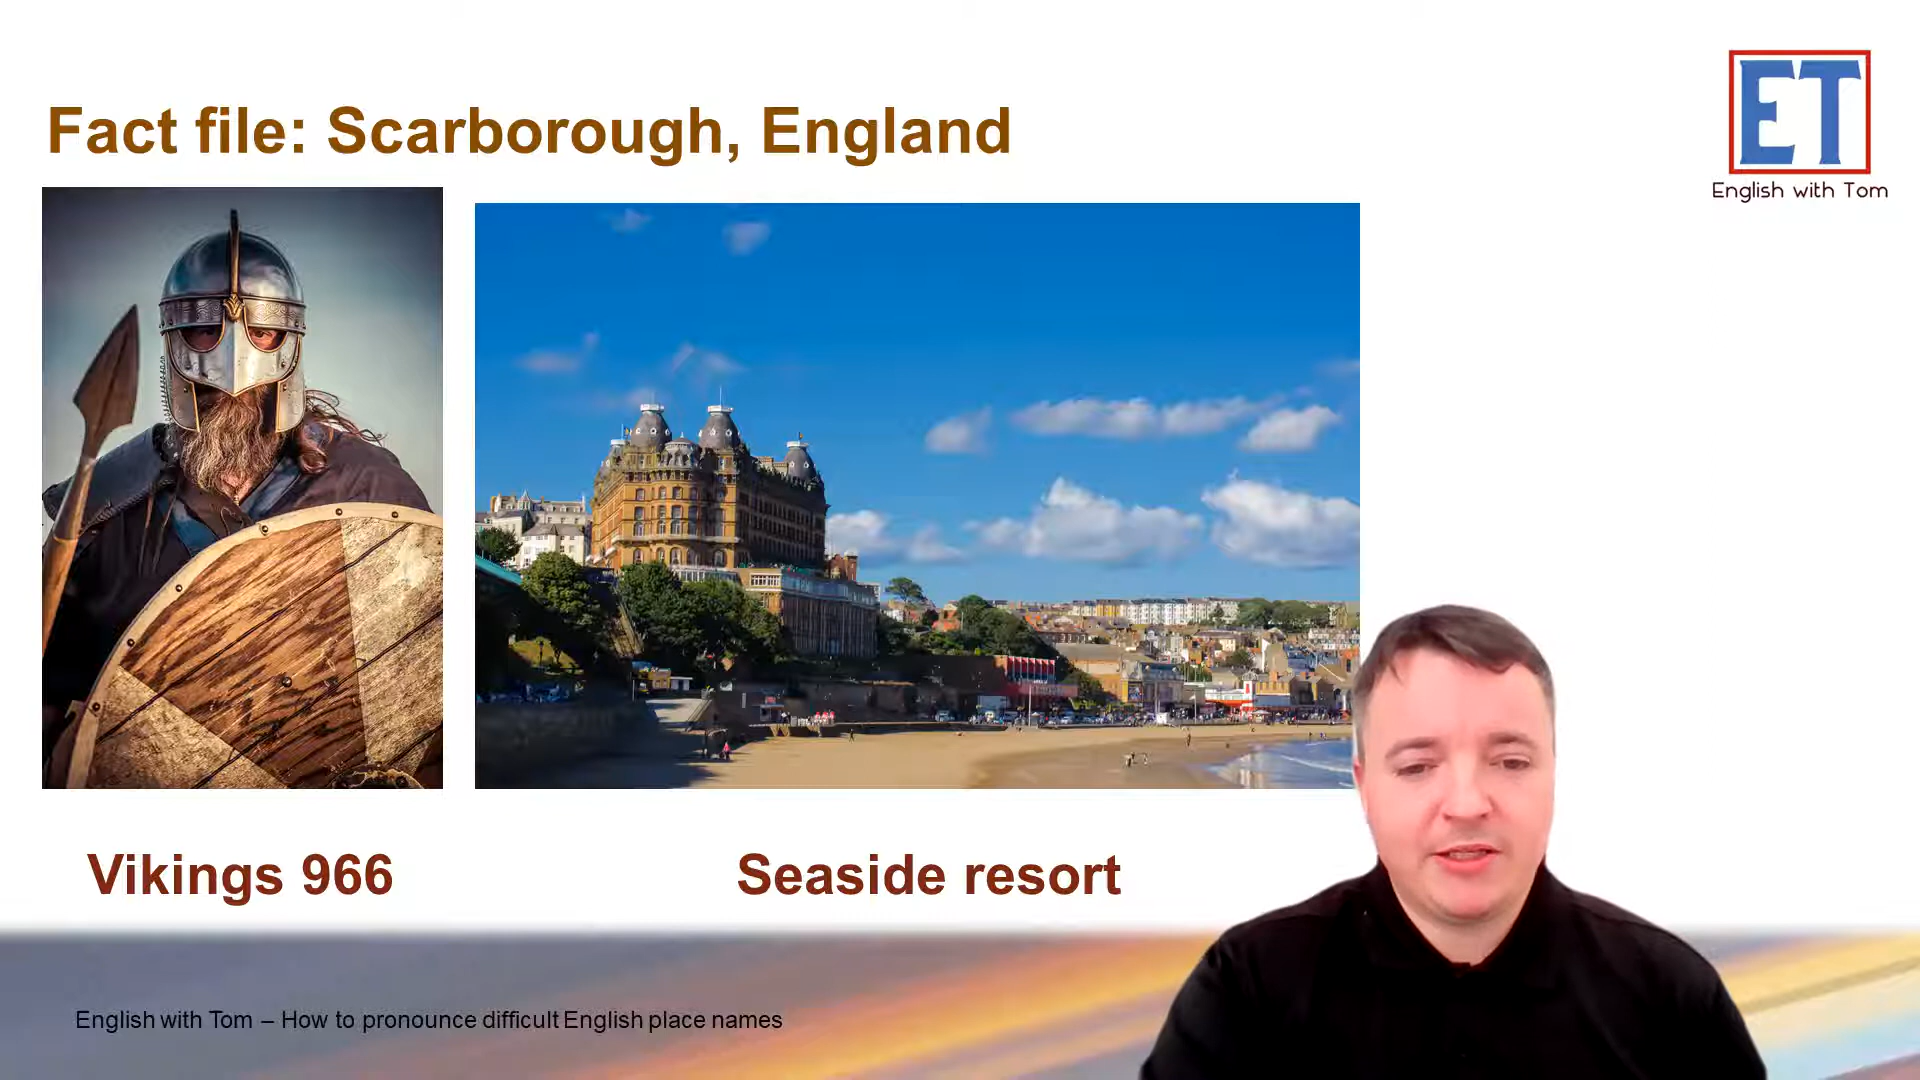 Fact file: Scarborough, England
ET
English with Tom
Vikings 966
Seaside resort
English with Tom – How to pronounce difficult English place names